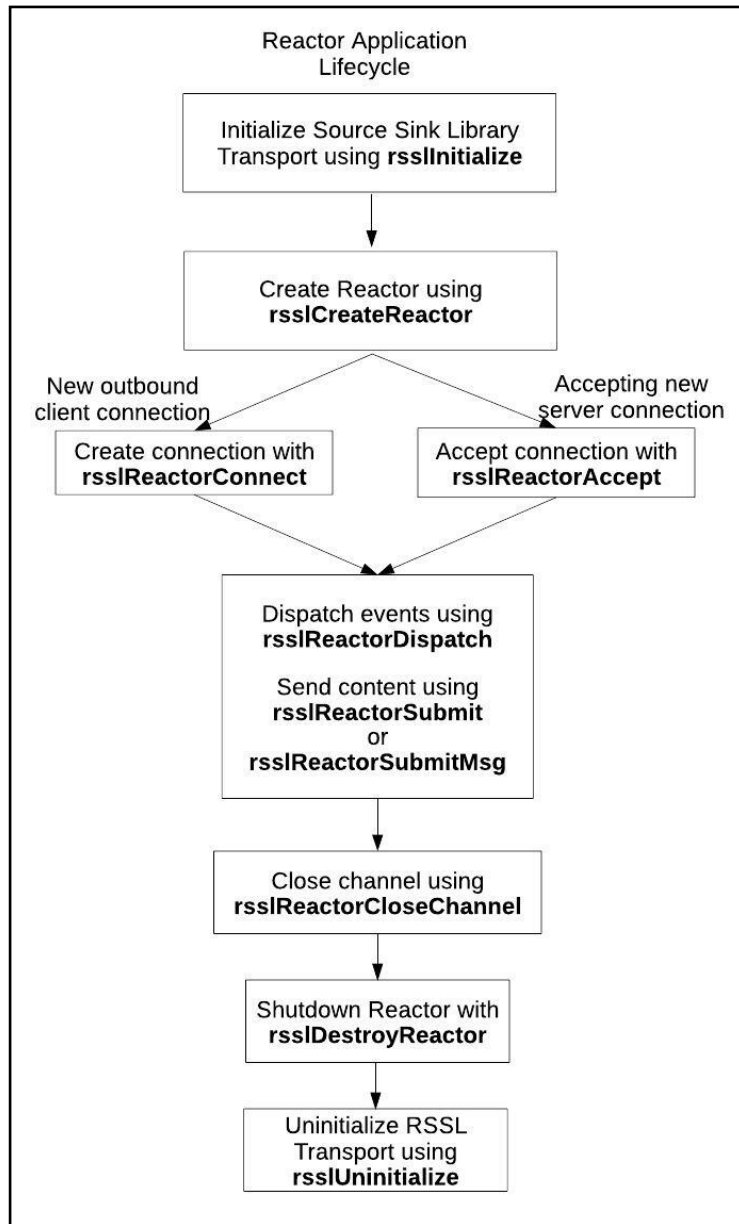 Reactor Application
Lifecycle
Initialize Source Sink Library
Transport using rsslInitialize
Create Reactor using
rsslCreateReactor
New outbound
client connection
Accepting new
server connection
Create connection with
rsslReactorConnect
Accept connection with
rsslReactorAccept
Dispatch events using
rsslReactorDispatch
Send content using
rsslReactorSubmit
or
rsslReactorSubmitMsg
Close channel using
rsslReactorCloseChannel
Shutdown Reactor with
rsslDestroyReactor
Uninitialize RSSL
Transport using
rsslUninitialize